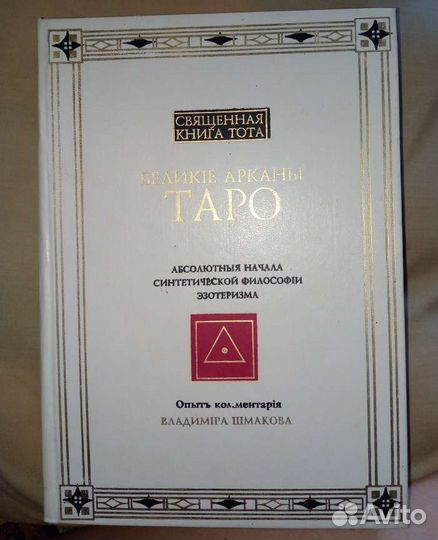 СВЯЩЕННАЯ
КНИГА ТОТА
ВЕЛИКІЕ АРКАНЫ
ТАРО
АБСОЛЮТНЫЯ НАЧАЛА
СИНТЕТИЧЕСКОЙ ФИЛОСОФІИ
ЭЗОТЕРИЗМА
Опытъ комментарія
ВЛАДИМІРА ШМАКОВА
Avito